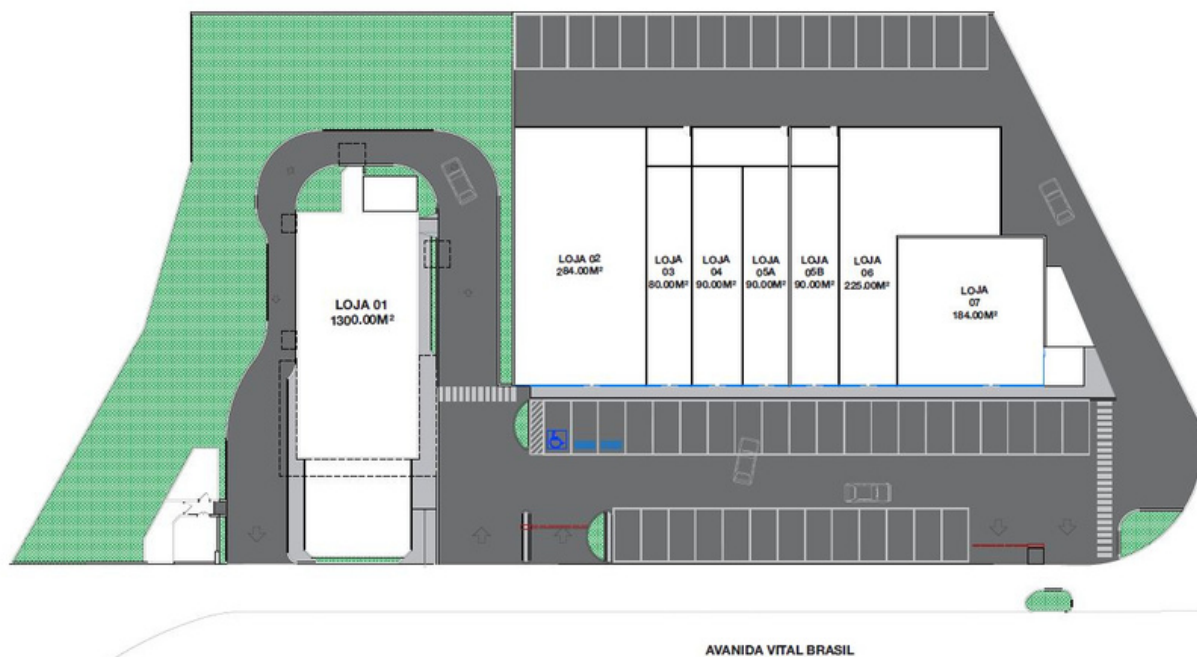 LOJA 01
1300.00M²
LOJA 02
284.00M²
LOJA
03
80.00M²
LOJA
04
90.00M²
LOJA
05A
90.00M²
LOJA
05B
90.00M²
LOJA
06
225.00M²
LOJA
07
184.00M²
AVANIDA VITAL BRASIL